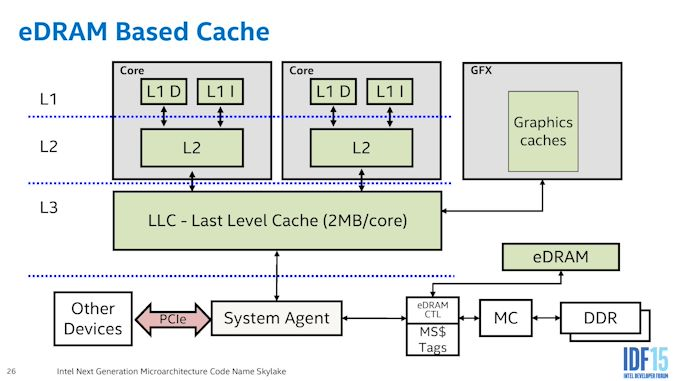 eDRAM Based Cache
Core
Core
GFX
L1
L1 D
L1 I
L1 D
L1 I
Graphics
caches
L2
L2
L2
L3
LLC - Last Level Cache (2MB/core)
eDRAM
Other
Devices
PCIe
System Agent
eDRAM
CTL
MS$
Tags
MC
DDR
26
Intel Next Generation Microarchitecture Code Name Skylake
IDF15
INTEL DEVELOPER FORUM